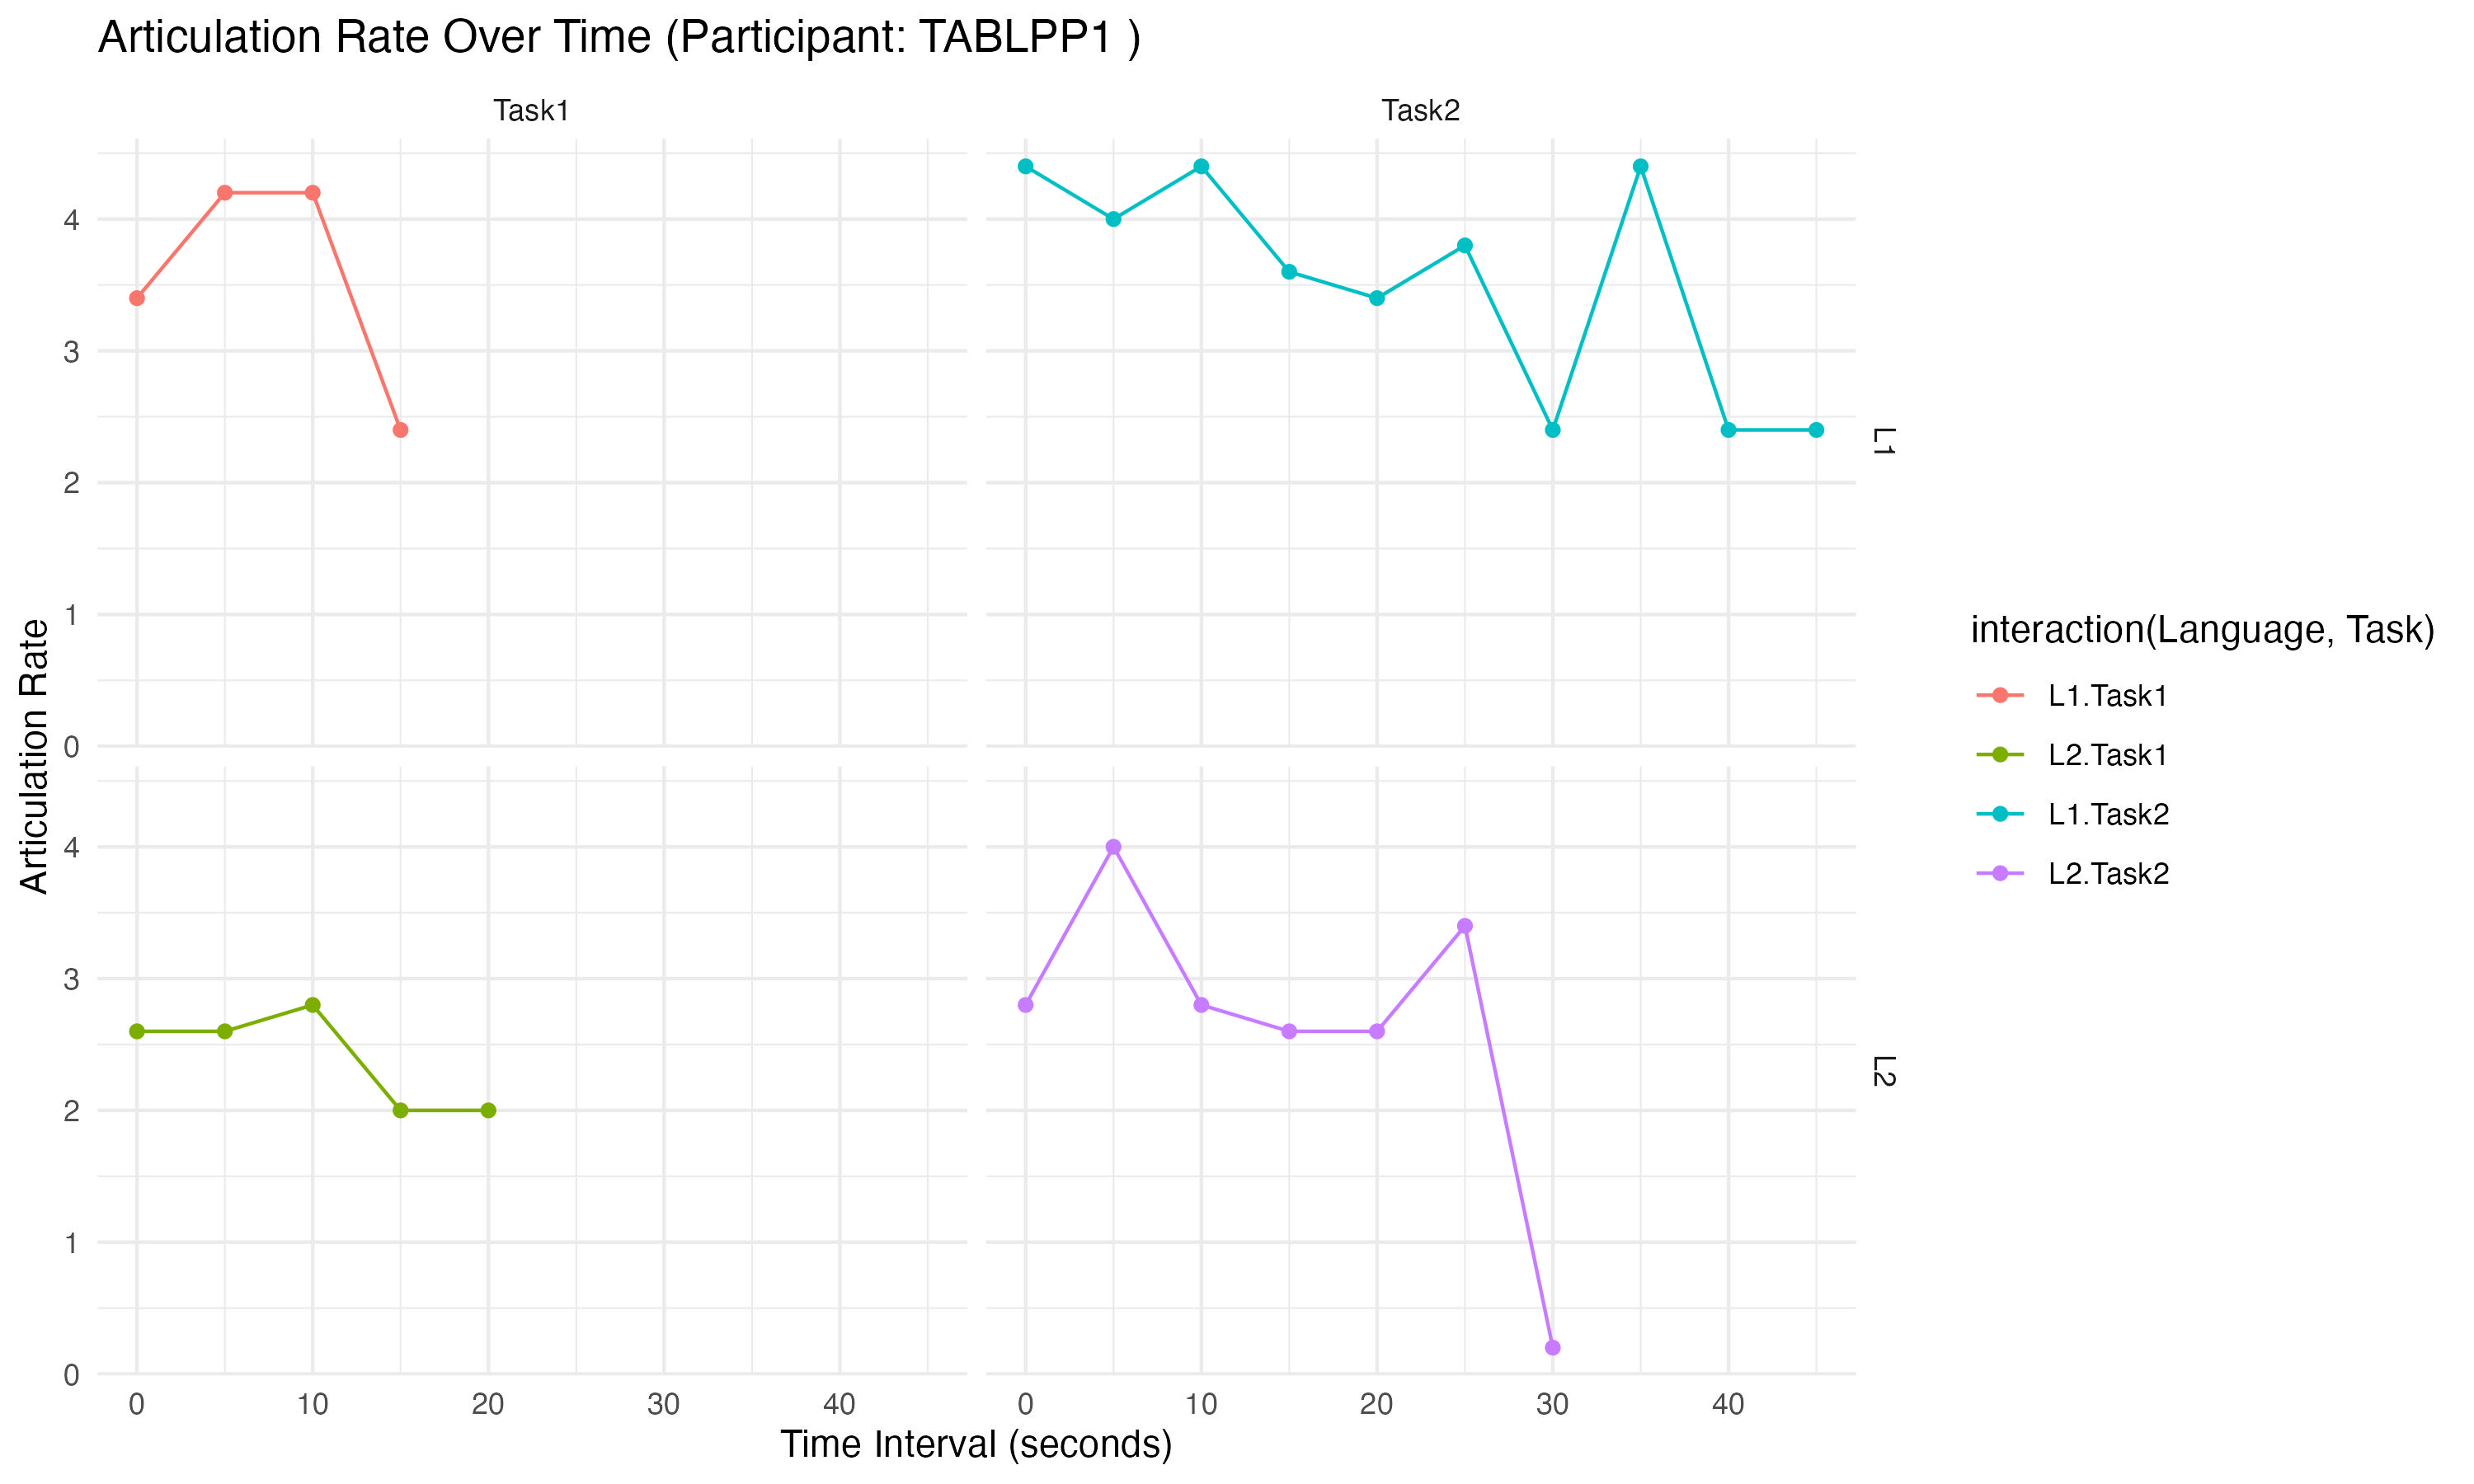 Articulation Rate Over Time (Participant: TABLPP1 )
Task1
Task2
4
3
2
1
0
L1
Articulation Rate
4
3
2
1
0
L2
0 10 20 30 40
0 10 20 30 40
Time Interval (seconds)
interaction(Language, Task)
L1.Task1
L2.Task1
L1.Task2
L2.Task2